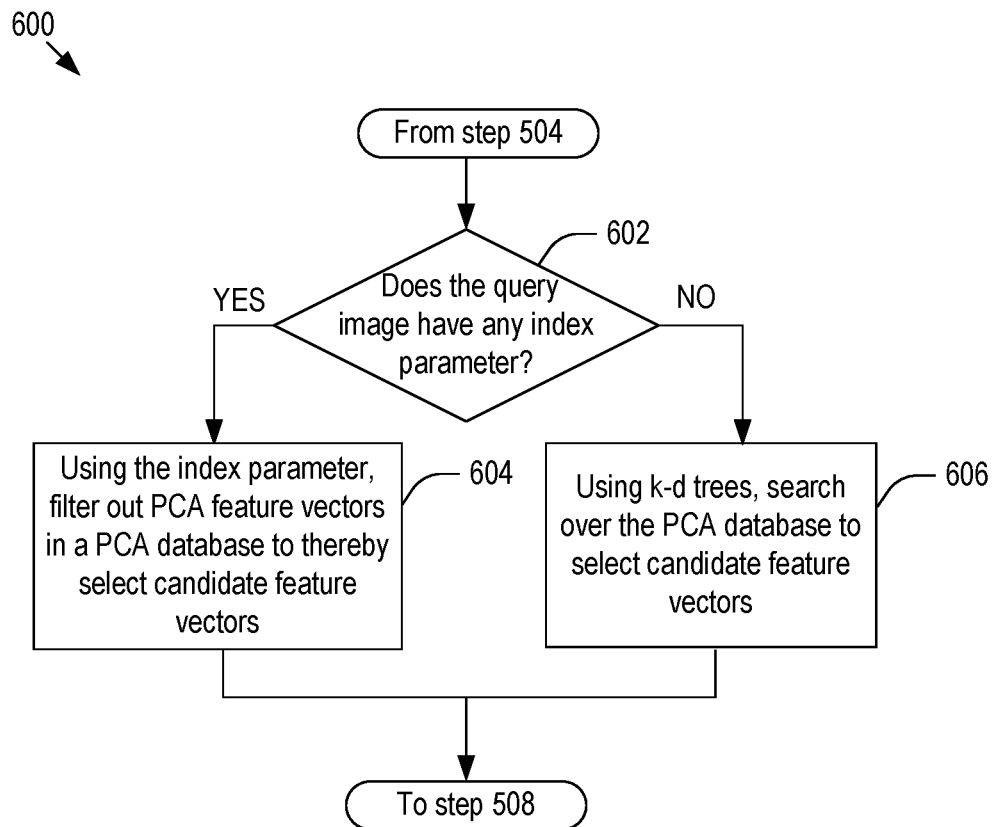 600
From step 504
602
Does the query
image have any index
parameter?
YES
NO
Using the index parameter,
filter out PCA feature vectors
in a PCA database to thereby
select candidate feature
vectors
604
Using k-d trees, search
over the PCA database to
select candidate feature
vectors
606
To step 508